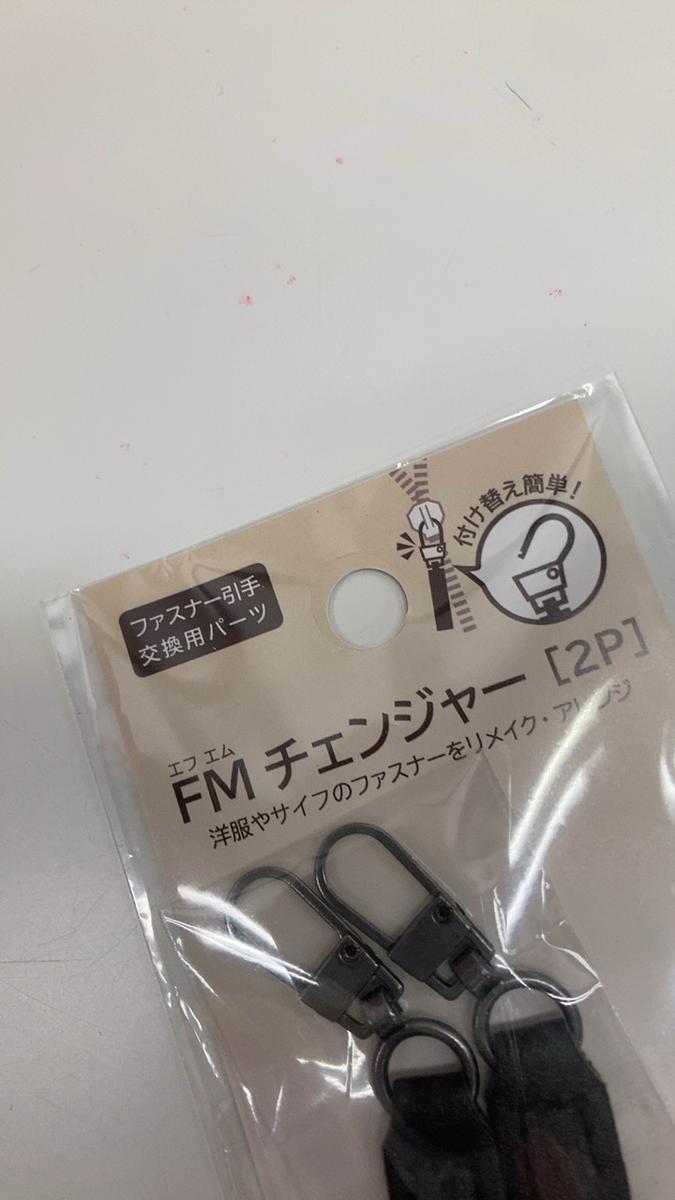 付け替え簡単！
ファスナー引手
交換用パーツ
エフ エム
FM チェンジャー [2P]
洋服やサイフのファスナーをリメイク・アレンジ